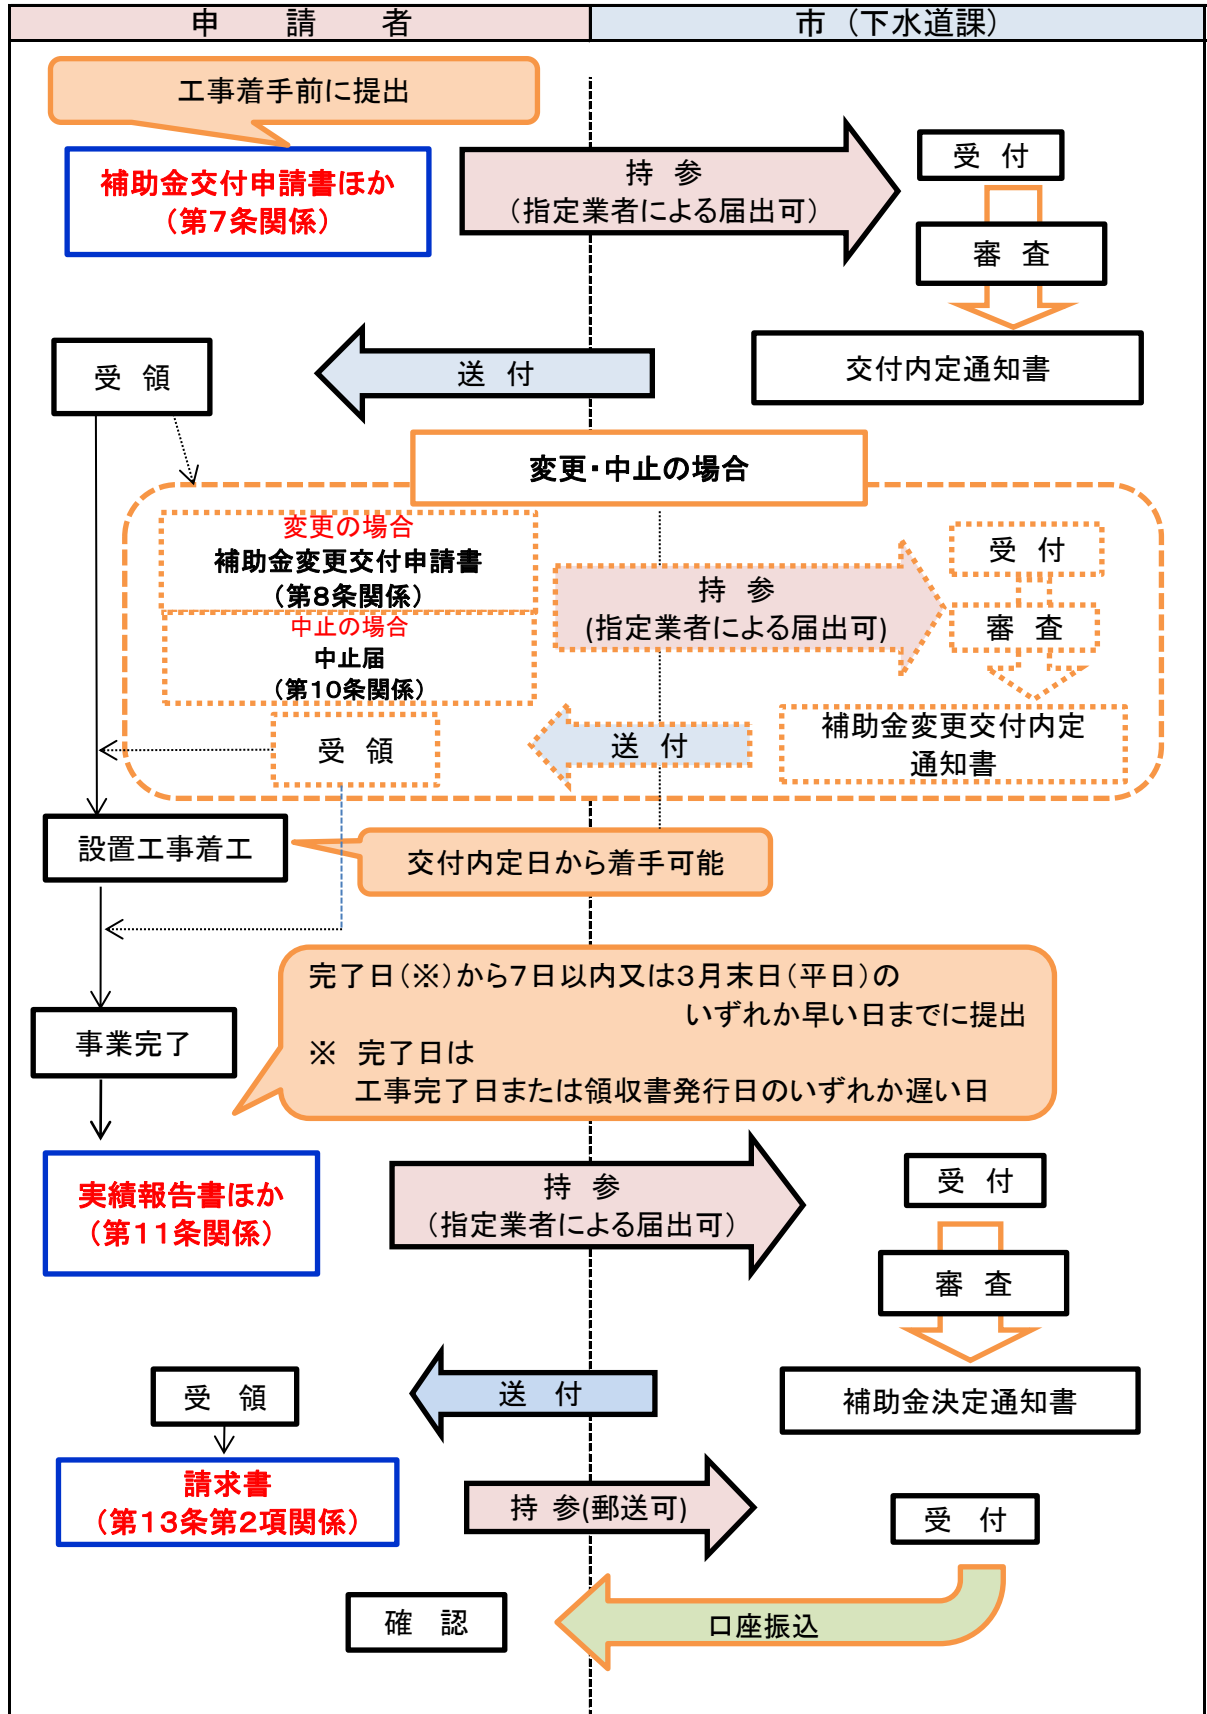 申　請　者
市（下水道課）
工事着手前に提出
補助金交付申請書ほか
（第７条関係）
持　参
（指定業者による届出可）
受　付
審　査
交付内定通知書
送　付
受　領
変更・中止の場合
変更の場合
補助金変更交付申請書
（第８条関係）
中止の場合
中止届
（第１０条関係）
持　参
(指定業者による届出可)
受　付
審　査
補助金変更交付内定
通知書
送　付
受　領
設置工事着工
交付内定日から着手可能
完了日（※）から７日以内又は３月末日（平日）の
いずれか早い日までに提出
※　完了日は
工事完了日または領収書発行日のいずれか遅い日
事業完了
実績報告書ほか
（第１１条関係）
持　参
（指定業者による届出可）
受　付
審　査
補助金決定通知書
送　付
受　領
請求書
（第１３条第２項関係）
持　参(郵送可)
受　付
口座振込
確　認